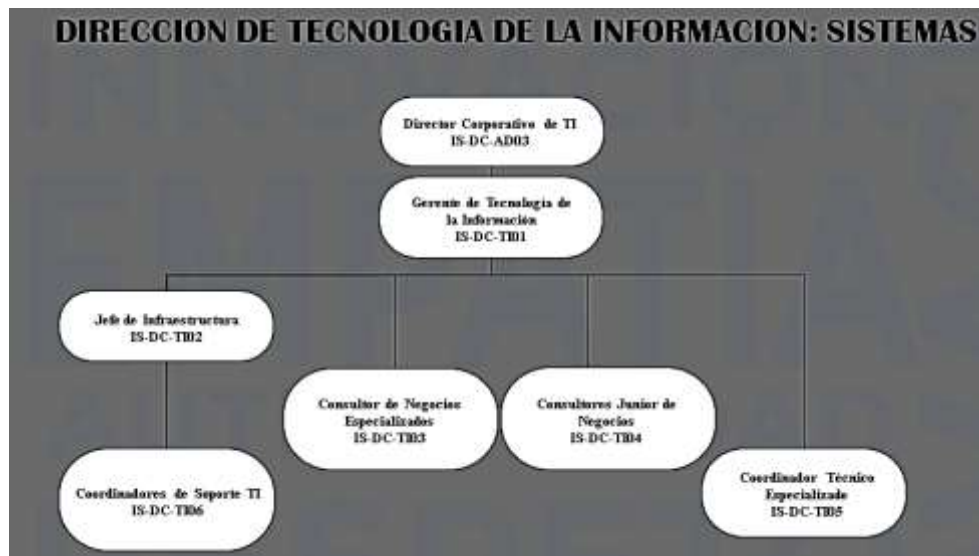 DIRECCION DE TECNOLOGIA DE LA INFORMACION: SISTEMAS
Director Corporativo de TI
IS-DC-AD03
Gerente de Tecnologia de
la Información
IS-DC-TI01
Jefe de Infraestructura
IS-DC-TI02
Consultor de Negocios
Especializados
IS-DC-TI03
Consultores Junior de
Negocios
IS-DC-TI04
Coordinadores de Soporte TI
IS-DC-TI06
Coordinador Técnico
Especializado
IS-DC-TI05